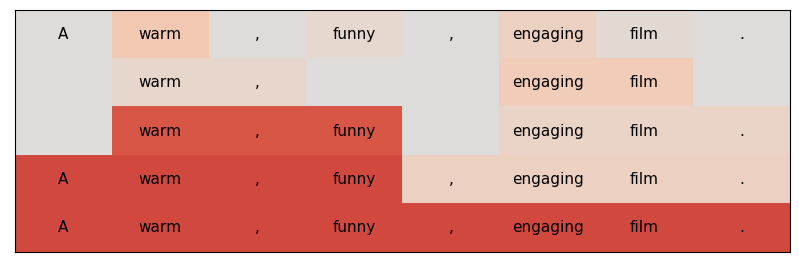 A warm , funny , engaging film .
warm , engaging film
warm , funny engaging film .
A warm , funny , engaging film .
A warm , funny , engaging film .